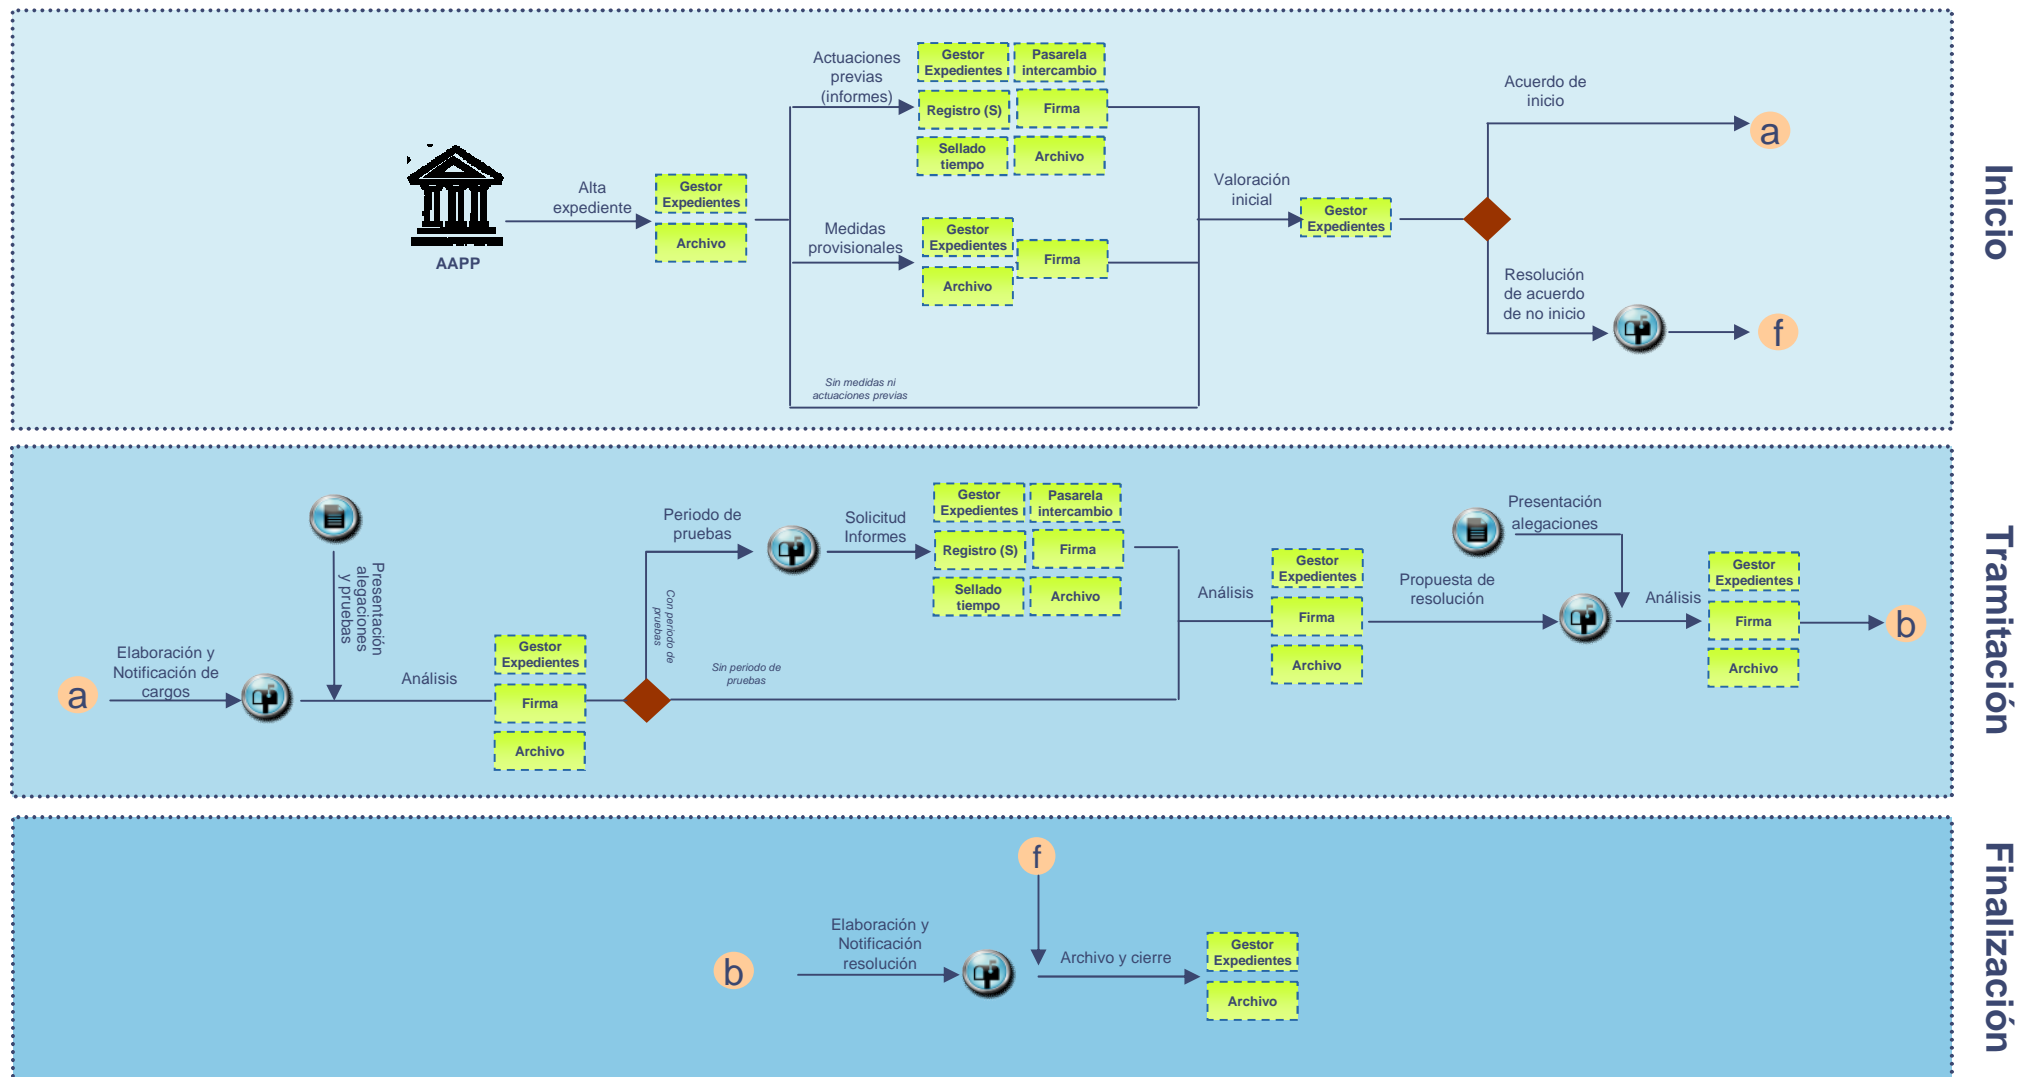 Inicio
Actuaciones
previas
(informes)
Gestor
Expedientes
Pasarela
intercambio
Registro (S)
Firma
Sellado
tiempo
Archivo
Acuerdo de
inicio
a
AAPP
Alta
expediente
Gestor
Expedientes
Archivo
Medidas
provisionales
Gestor
Expedientes
Archivo
Firma
Valoración
inicial
Gestor
Expedientes
Resolución
de acuerdo
de no inicio
f
Sin medidas ni
actuaciones previas
Tramitación
a
Elaboración y
Notificación de
cargos
Presentación
alegaciones
y pruebas
Análisis
Gestor
Expedientes
Firma
Archivo
Con periodo de
pruebas
Sin periodo de
pruebas
Periodo de
pruebas
Solicitud
Informes
Gestor
Expedientes
Pasarela
intercambio
Registro (S)
Firma
Sellado
tiempo
Archivo
Análisis
Gestor
Expedientes
Firma
Archivo
Propuesta de
resolución
Presentación
alegaciones
Análisis
Gestor
Expedientes
Firma
Archivo
b
Finalización
f
b
Elaboración y
Notificación
resolución
Archivo y cierre
Gestor
Expedientes
Archivo